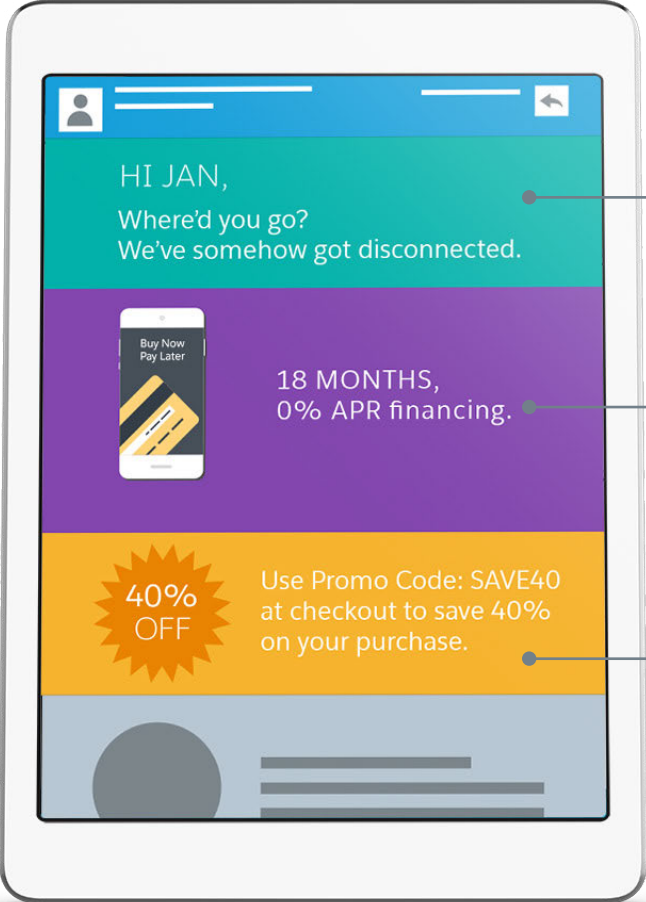 HI JAN,
Where'd you go?
We've somehow got disconnected.
Buy Now
Pay Later
18 MONTHS,
0% APR financing.
40%
OFF
Use Promo Code: SAVE40
at checkout to save 40%
on your purchase.